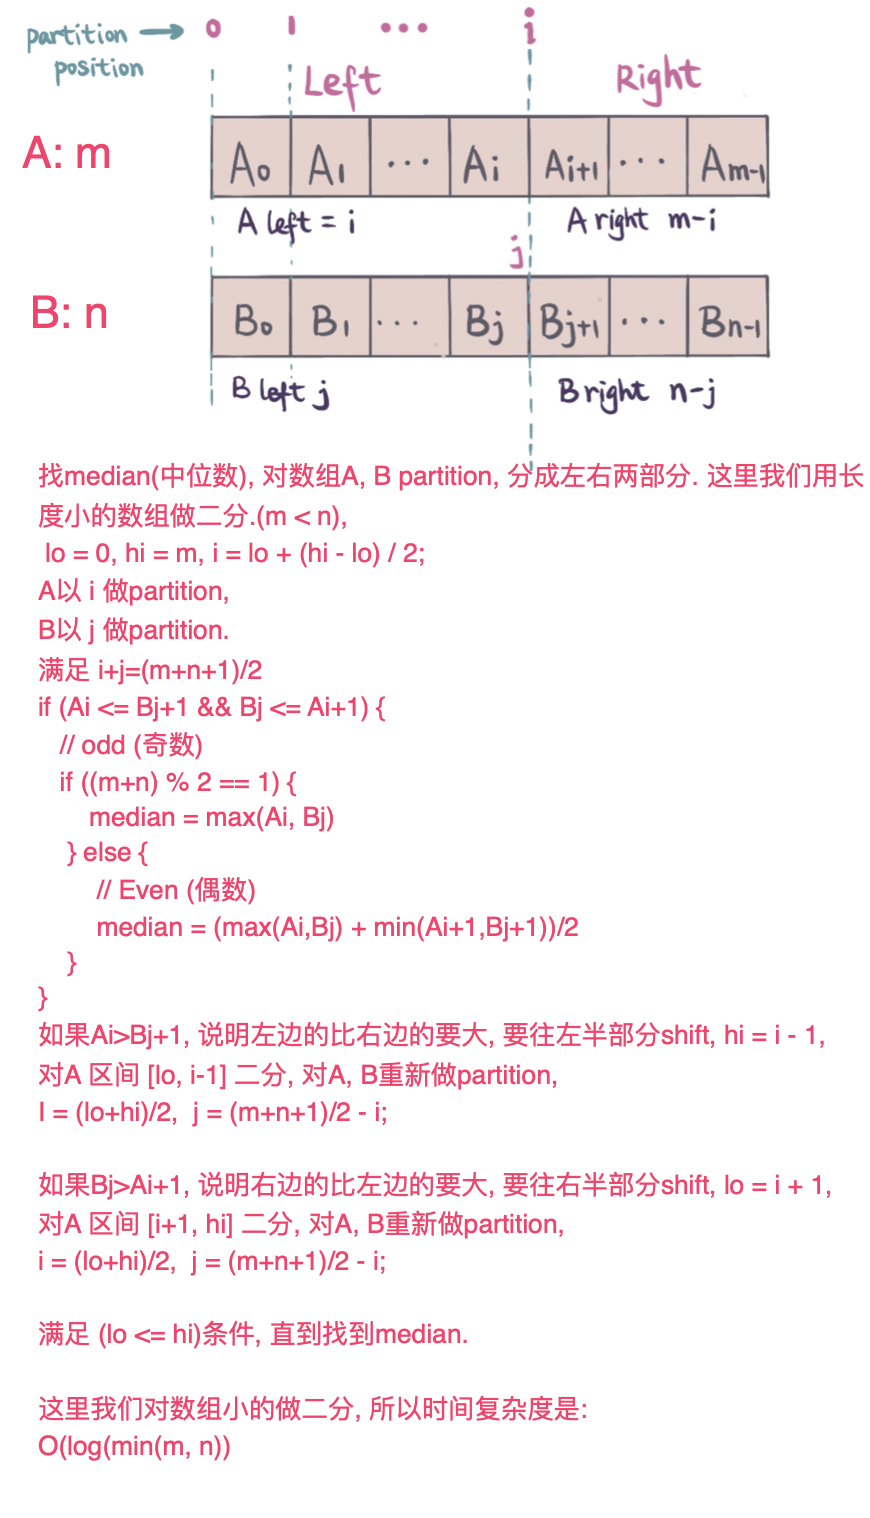 partition → 0 1 ... i
position
Left Right
A: m
A0 A1 ... Ai Ai+1 ... Am-1
A left = i A right m-i
j
B: n
B0 B1 ... Bj Bj+1 ... Bn-1
B left j B right n-j
找median(中位数), 对数组A, B partition, 分成左右两部分. 这里我们用长
度小的数组做二分.(m < n),
lo = 0, hi = m, i = lo + (hi - lo) / 2;
A以 i 做partition,
B以 j 做partition.
满足 i+j=(m+n+1)/2
if (Ai <= Bj+1 && Bj <= Ai+1) {
// odd (奇数)
if ((m+n) % 2 == 1) {
median = max(Ai, Bj)
} else {
// Even (偶数)
median = (max(Ai,Bj) + min(Ai+1,Bj+1))/2
}
}
如果Ai>Bj+1, 说明左边的比右边的要大, 要往左半部分shift, hi = i - 1,
对A 区间 [lo, i-1] 二分, 对A, B重新做partition,
I = (lo+hi)/2, j = (m+n+1)/2 - i;
如果Bj>Ai+1, 说明右边的比左边的要大, 要往右半部分shift, lo = i + 1,
对A 区间 [i+1, hi] 二分, 对A, B重新做partition,
i = (lo+hi)/2, j = (m+n+1)/2 - i;
满足 (lo <= hi)条件, 直到找到median.
这里我们对数组小的做二分, 所以时间复杂度是:
O(log(min(m, n))